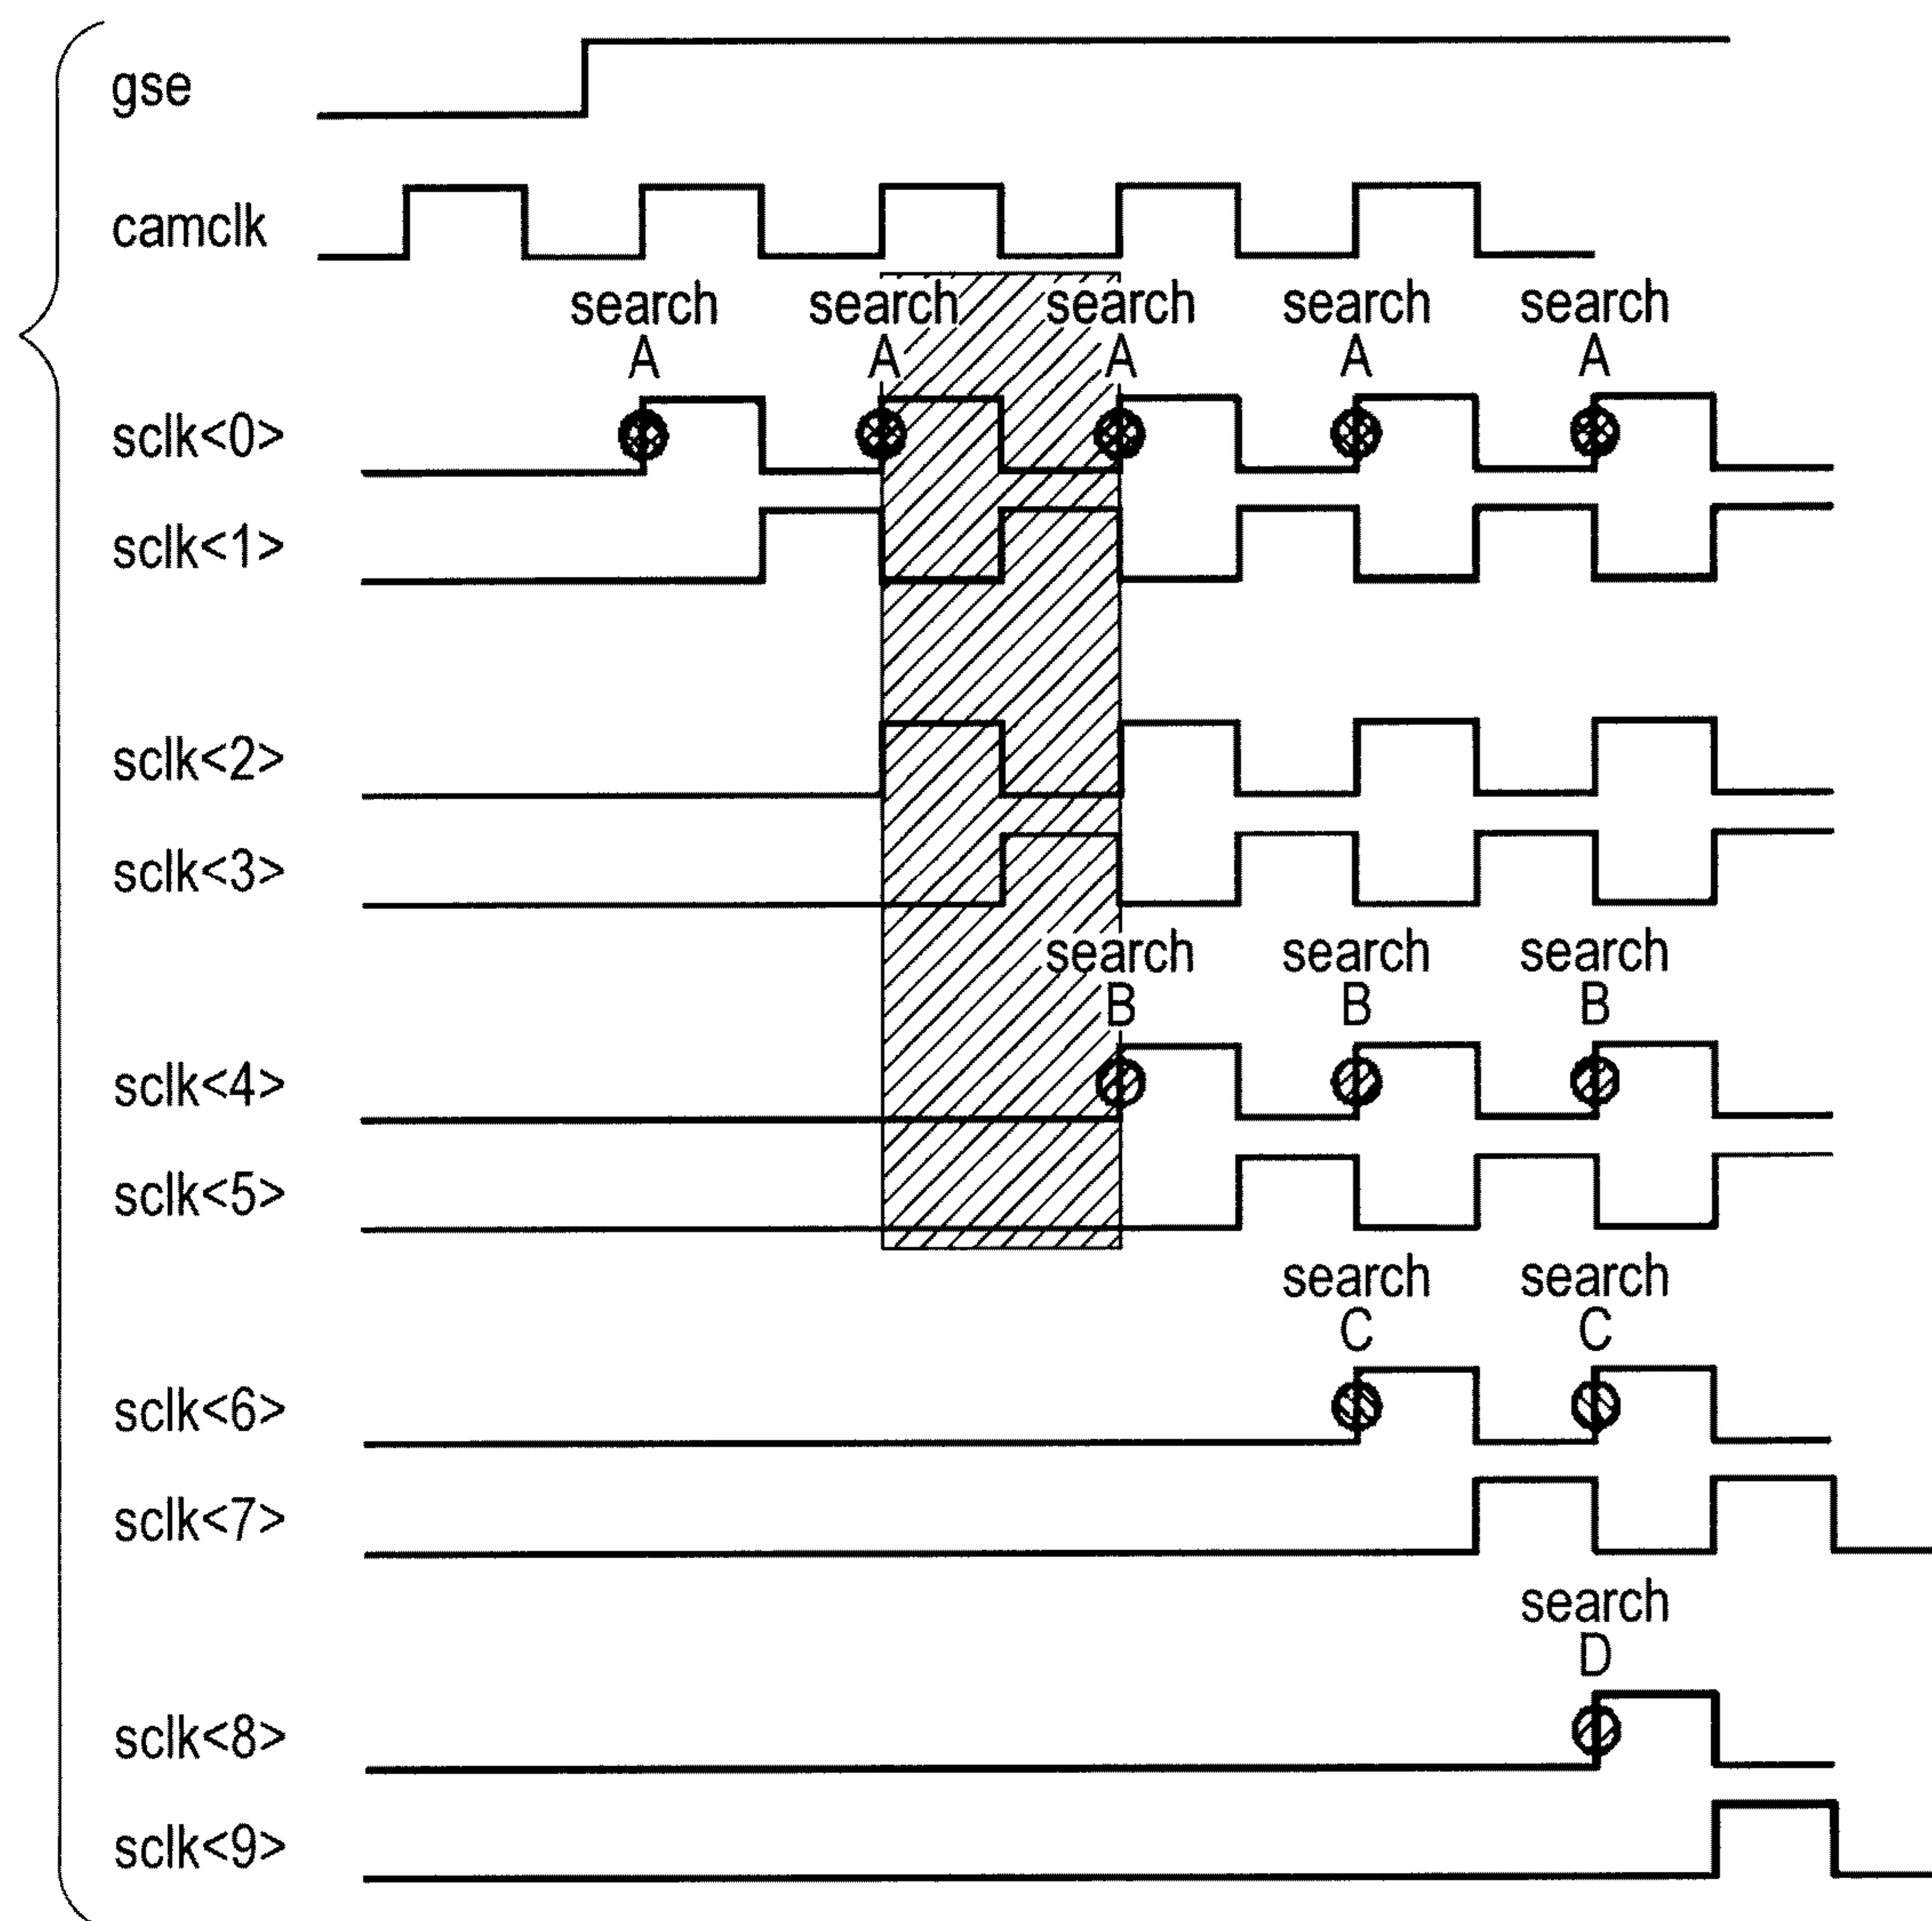 gse
camclk
search search search search search
A A A A A
sclk<0>
sclk<1>
sclk<2>
sclk<3>
search search search
B B B
sclk<4>
sclk<5>
search search
C C
sclk<6>
sclk<7>
search
D
sclk<8>
sclk<9>